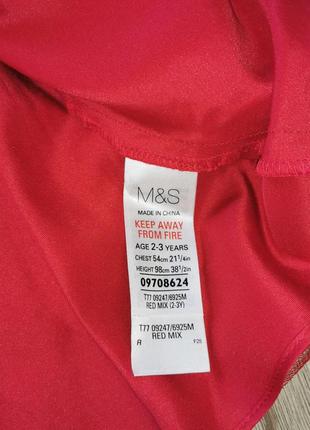 M&S
MADE IN CHINA
KEEP AWAY
FROM FIRE
AGE 2-3 YEARS
CHEST 54cm 21¼in
HEIGHT 98cm 38½in
09708624
T77 09247/6925M
RED MIX (2-3Y)
T77 09247/6925M
RED MIX
R